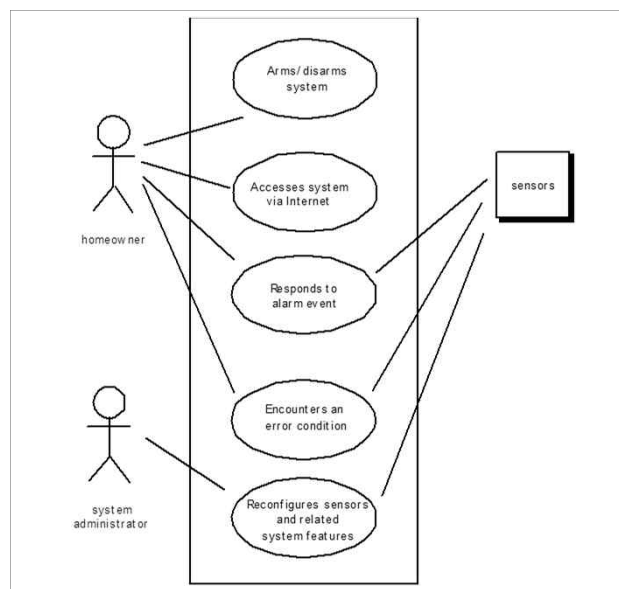 Arms/disarms
system
Accesses system
via Internet
sensors
homeowner
Responds to
alarm event
Encounters an
error condition
system
administrator
Reconfigures sensors
and related
system features